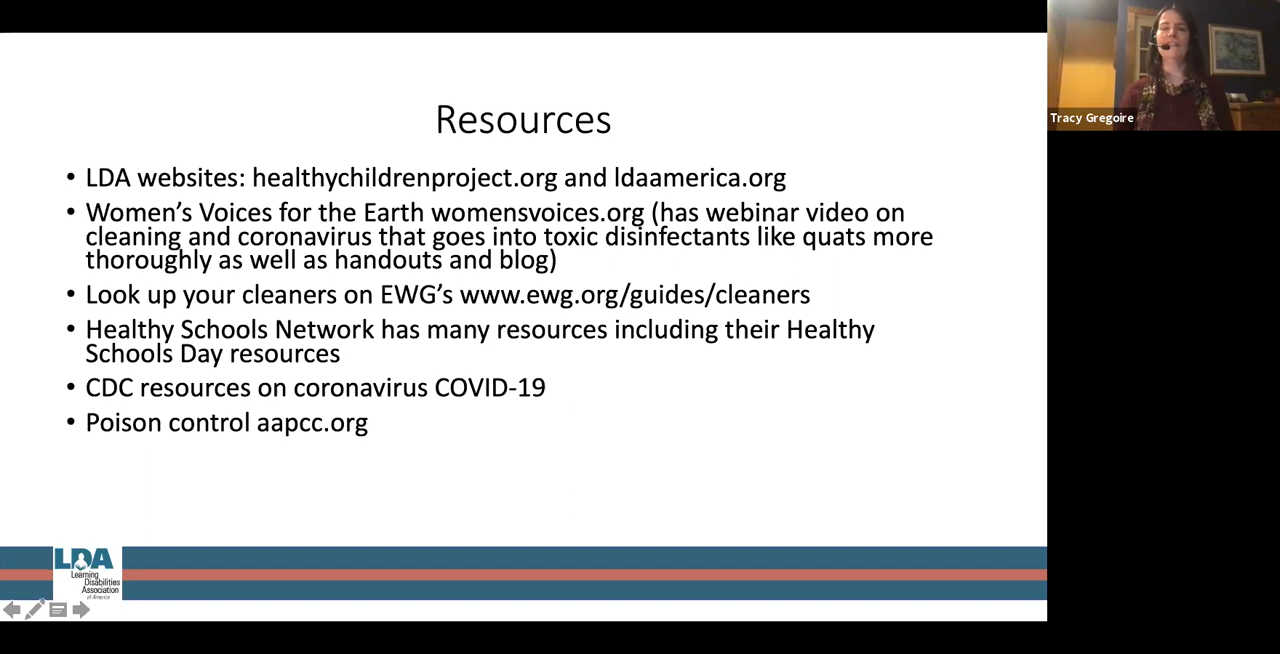 Resources
• LDA websites: healthychildrenproject.org and ldaamerica.org
• Women’s Voices for the Earth womensvoices.org (has webinar video on
cleaning and coronavirus that goes into toxic disinfectants like quats more
thoroughly as well as handouts and blog)
• Look up your cleaners on EWG’s www.ewg.org/guides/cleaners
• Healthy Schools Network has many resources including their Healthy
Schools Day resources
• CDC resources on coronavirus COVID-19
• Poison control aapcc.org
LDA
Learning
Disabilities
Association
of America
Tracy Gregoire